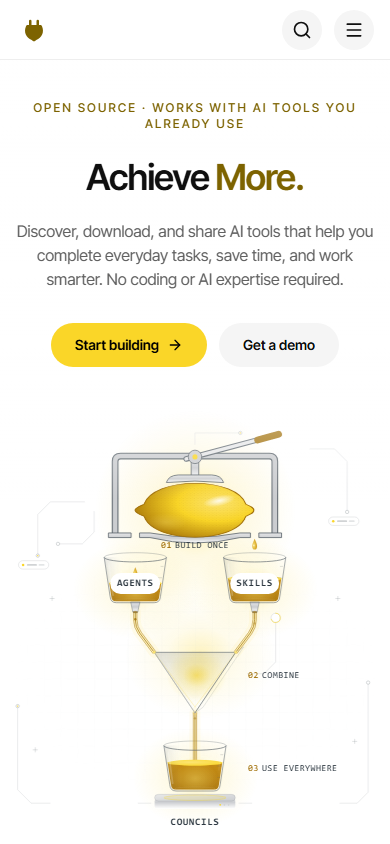 OPEN SOURCE · WORKS WITH AI TOOLS YOU
ALREADY USE
Achieve More.
Discover, download, and share AI tools that help you
complete everyday tasks, save time, and work
smarter. No coding or AI expertise required.
Start building →
Get a demo
01 BUILD ONCE
AGENTS
SKILLS
02 COMBINE
03 USE EVERYWHERE
COUNCILS